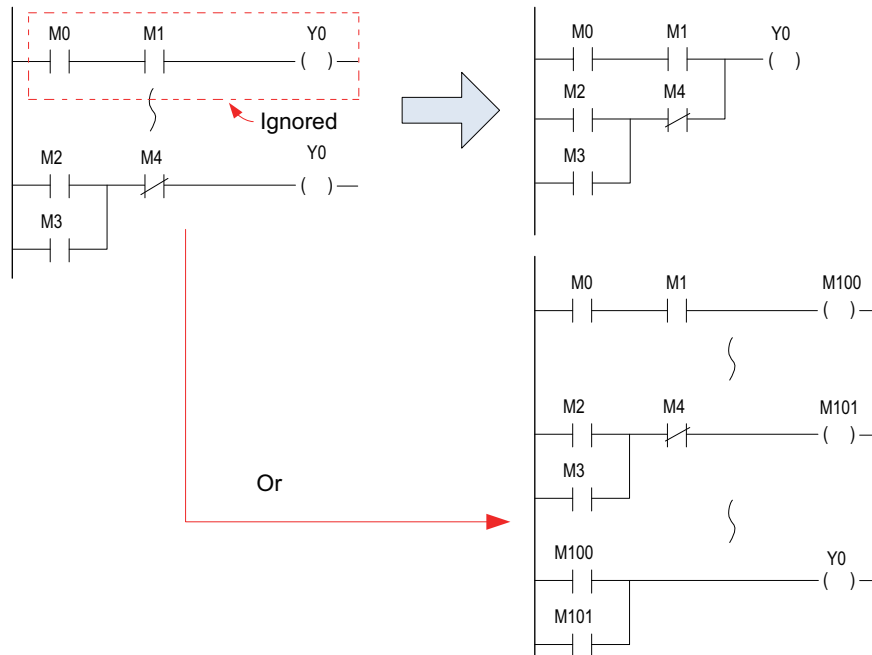 M0 M1 Y0
Ignored
M2 M4 Y0
M3
Or
M0 M1 Y0
M2 M4
M3
M0 M1 M100
M2 M4 M101
M3
M100 Y0
M101